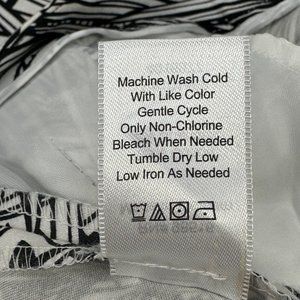 Machine Wash Cold
With Like Color
Gentle Cycle
Only Non-Chlorine
Bleach When Needed
Tumble Dry Low
Low Iron As Needed